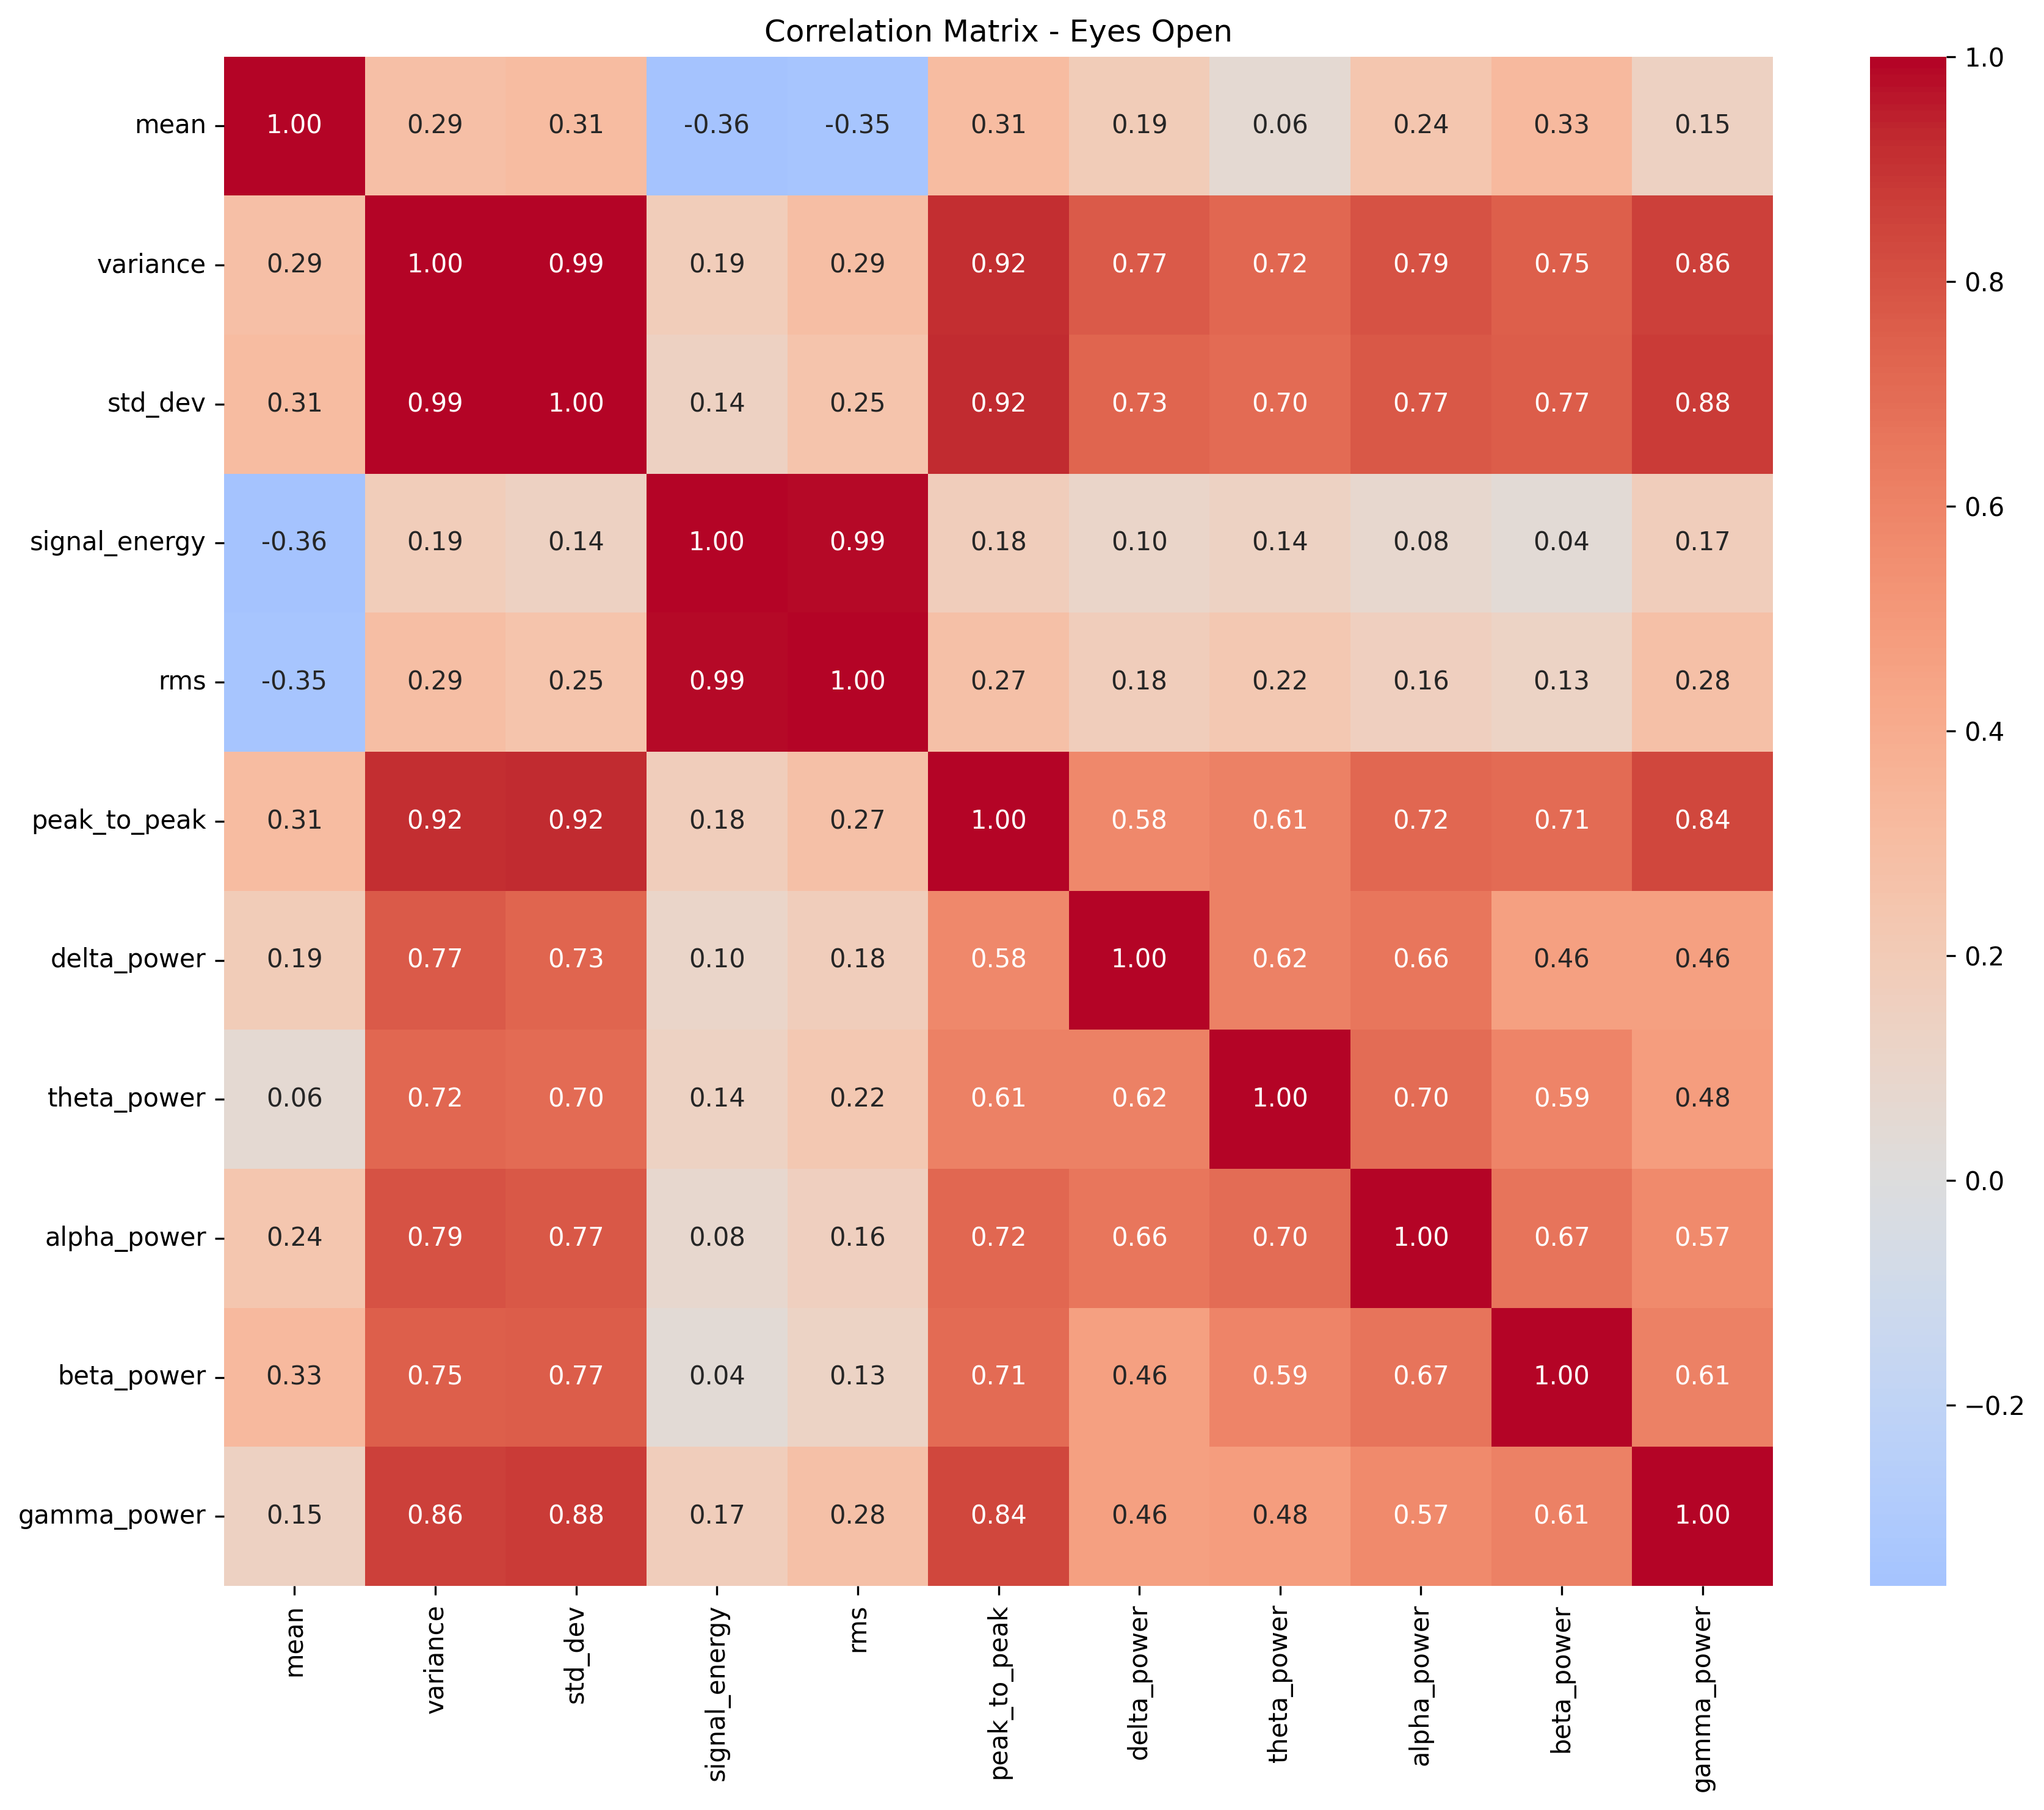 Correlation Matrix - Eyes Open
mean 1.00 0.29 0.31 -0.36 -0.35 0.31 0.19 0.06 0.24 0.33 0.15
variance 0.29 1.00 0.99 0.19 0.29 0.92 0.77 0.72 0.79 0.75 0.86
std_dev 0.31 0.99 1.00 0.14 0.25 0.92 0.73 0.70 0.77 0.77 0.88
signal_energy -0.36 0.19 0.14 1.00 0.99 0.18 0.10 0.14 0.08 0.04 0.17
rms -0.35 0.29 0.25 0.99 1.00 0.27 0.18 0.22 0.16 0.13 0.28
peak_to_peak 0.31 0.92 0.92 0.18 0.27 1.00 0.58 0.61 0.72 0.71 0.84
delta_power 0.19 0.77 0.73 0.10 0.18 0.58 1.00 0.62 0.66 0.46 0.46
theta_power 0.06 0.72 0.70 0.14 0.22 0.61 0.62 1.00 0.70 0.59 0.48
alpha_power 0.24 0.79 0.77 0.08 0.16 0.72 0.66 0.70 1.00 0.67 0.57
beta_power 0.33 0.75 0.77 0.04 0.13 0.71 0.46 0.59 0.67 1.00 0.61
gamma_power 0.15 0.86 0.88 0.17 0.28 0.84 0.46 0.48 0.57 0.61 1.00
mean
variance
std_dev
signal_energy
rms
peak_to_peak
delta_power
theta_power
alpha_power
beta_power
gamma_power
1.0
0.8
0.6
0.4
0.2
0.0
−0.2